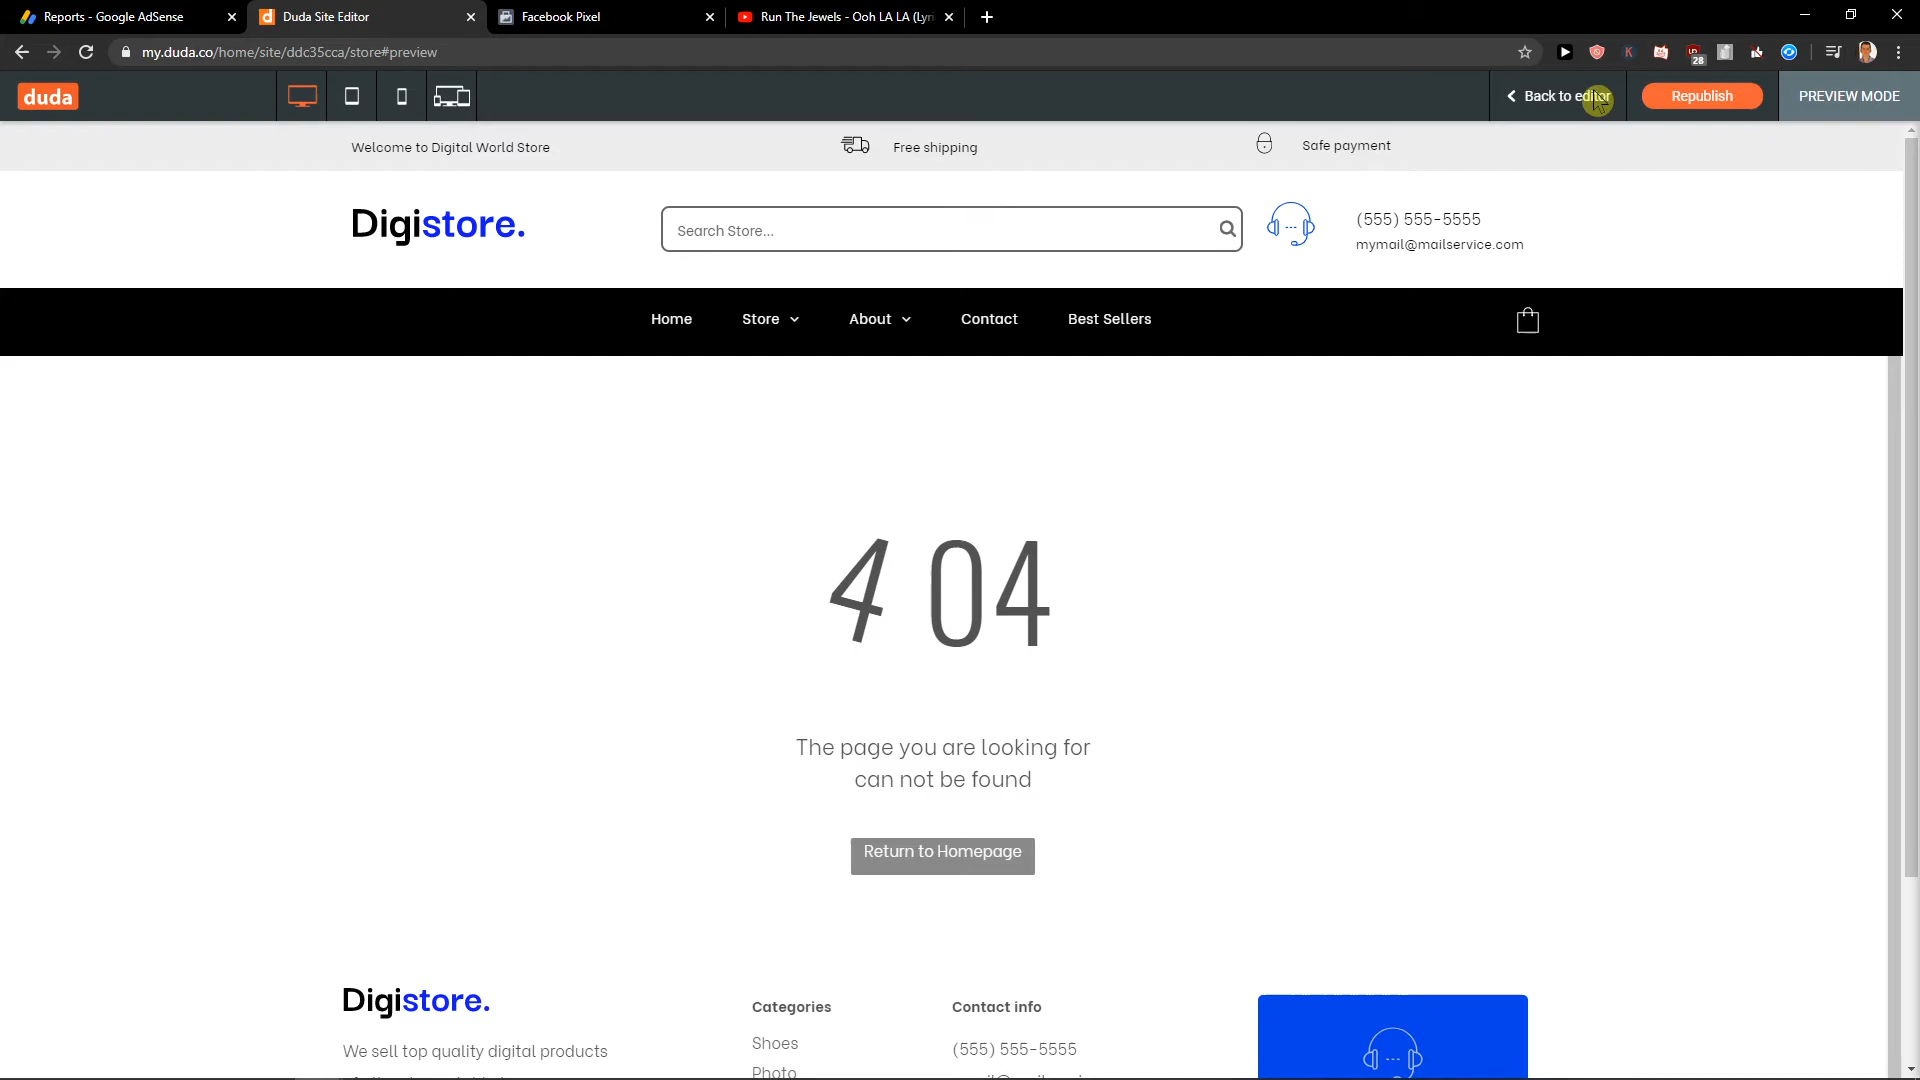 Reports - Google AdSense
Duda Site Editor
Facebook Pixel
Run The Jewels - Ooh LA LA (Lyri
my.duda.co/home/site/ddc35cca/store#preview
28
duda
Back to editor
Republish
PREVIEW MODE
Welcome to Digital World Store
Free shipping
Safe payment
Digistore.
Search Store...
(555) 555-5555
mymail@mailservice.com
Home
Store
About
Contact
Best Sellers
4 04
The page you are looking for
can not be found
Return to Homepage
Digistore.
We sell top quality digital products
Categories
Shoes
Photo
Contact info
(555) 555-5555